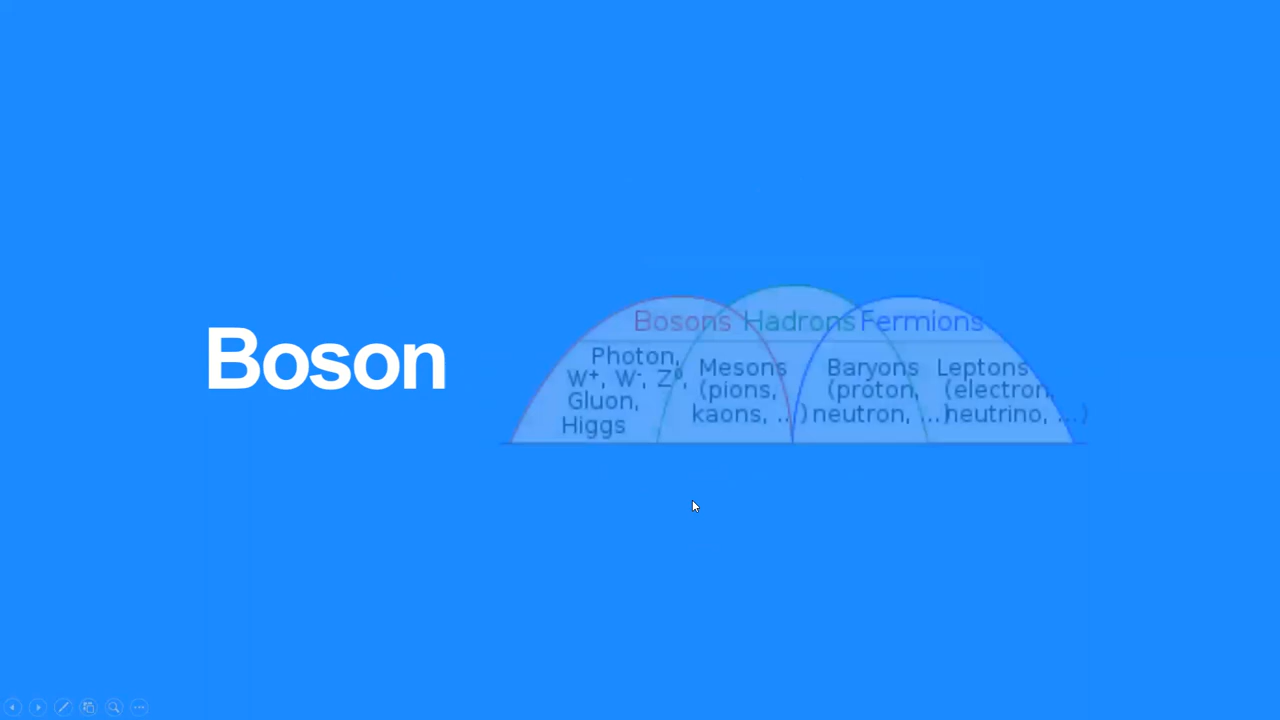 Boson
Bosons Hadrons Fermions
Photon,
W⁺, W⁻, Z⁰,
Gluon,
Higgs
Mesons
(pions,
kaons, ...)
Baryons
(proton,
neutron, ...)
Leptons
(electron,
neutrino, ...)